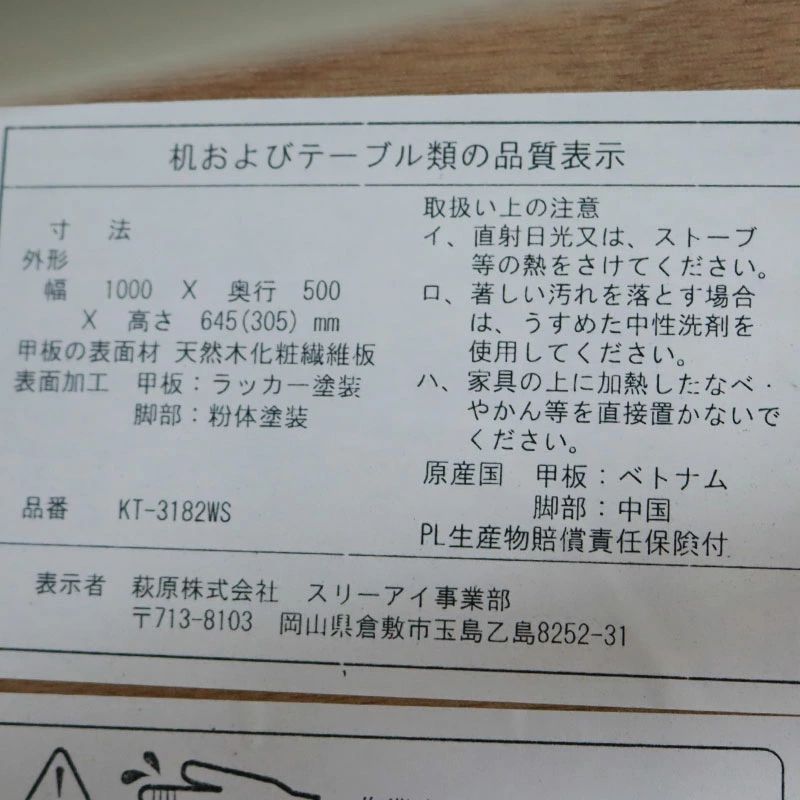 机およびテーブル類の品質表示
寸 法
外形
幅 1000 X 奥行 500
X 高さ 645(305) mm
甲板の表面材 天然木化粧繊維板
表面加工 甲板:ラッカー塗装
脚部:粉体塗装
品番 KT-3182WS
取扱い上の注意
イ、直射日光又は、ストーブ
等の熱をさけてください。
ロ、著しい汚れを落とす場合
は、うすめた中性洗剤を
使用してください。
ハ、家具の上に加熱したなべ・
やかん等を直接置かないで
ください。
原産国 甲板:ベトナム
脚部:中国
PL生産物賠償責任保険付
表示者 萩原株式会社 スリーアイ事業部
〒713-8103 岡山県倉敷市玉島乙島8252-31